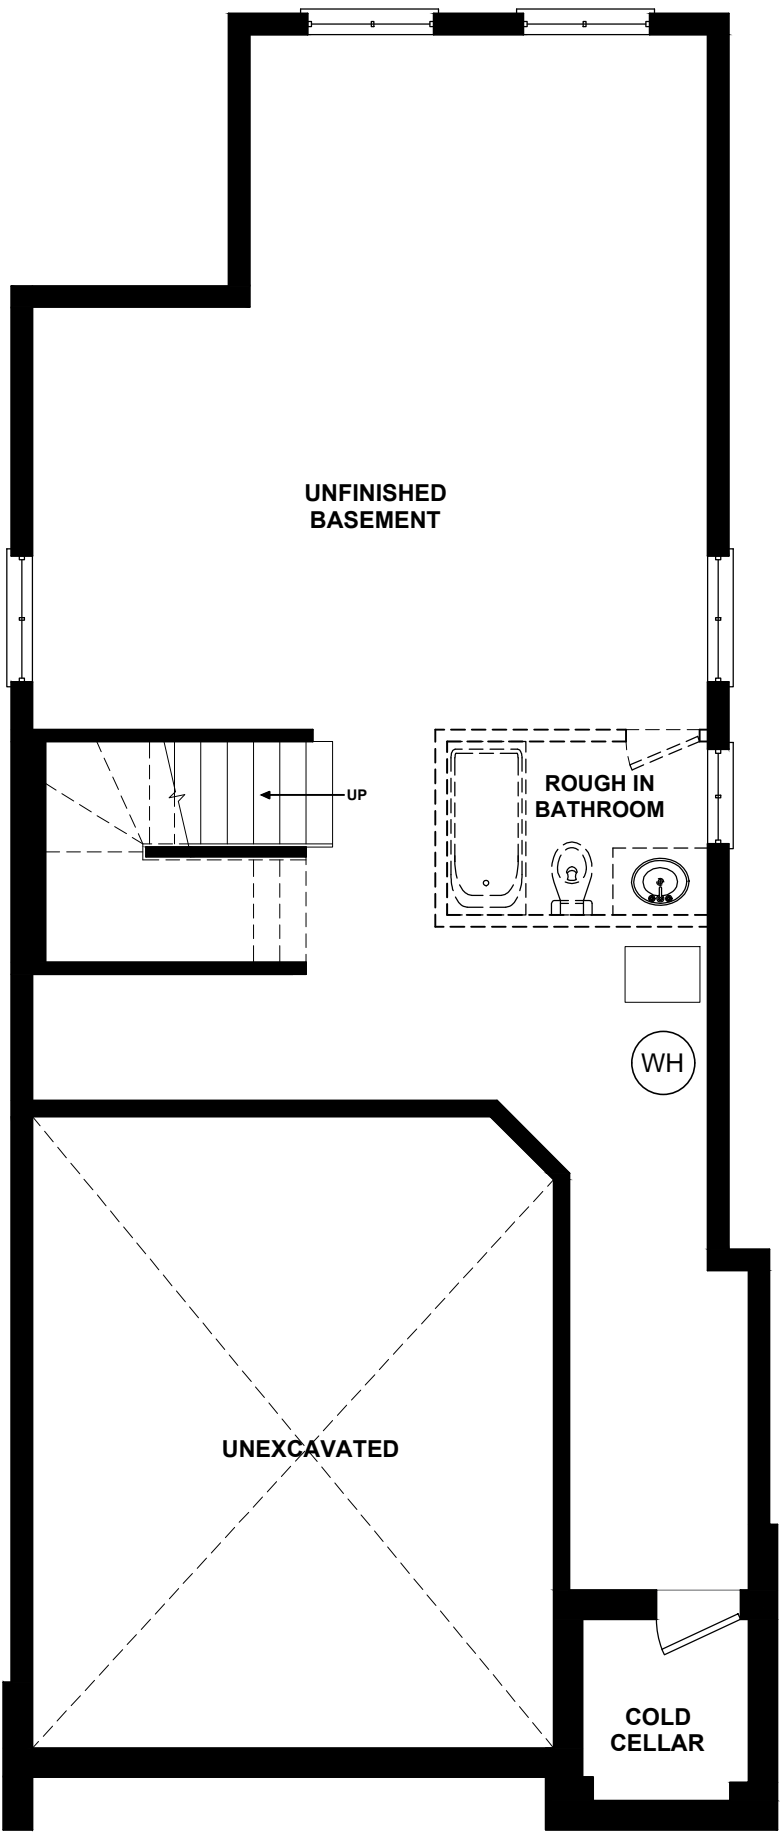 UNFINISHED
BASEMENT
UP
ROUGH IN
BATHROOM
WH
UNEXCAVATED
COLD
CELLAR